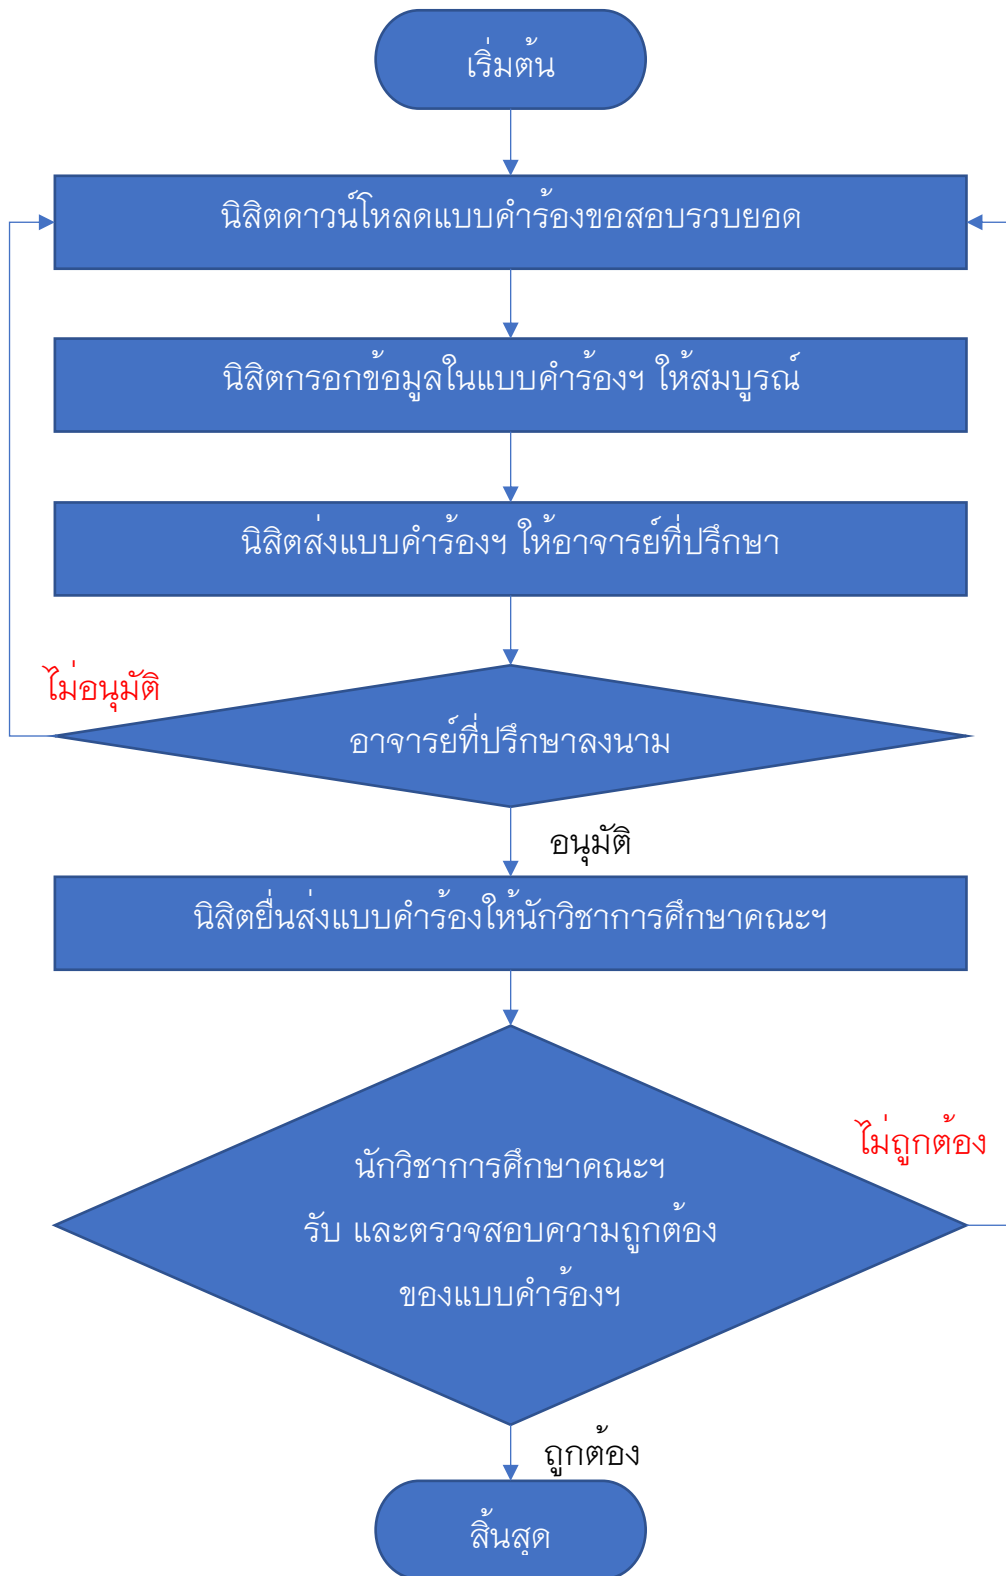 เริ่มต้น
นิสิตดาวน์โหลดแบบคำร้องขอสอบรวบยอด
นิสิตกรอกข้อมูลในแบบคำร้องฯ ให้สมบูรณ์
นิสิตส่งแบบคำร้องฯ ให้อาจารย์ที่ปรึกษา
ไม่อนุมัติ
อาจารย์ที่ปรึกษาลงนาม
อนุมัติ
นิสิตยื่นส่งแบบคำร้องให้นักวิชาการศึกษาคณะฯ
ไม่ถูกต้อง
นักวิชาการศึกษาคณะฯ
รับ และตรวจสอบความถูกต้อง
ของแบบคำร้องฯ
ถูกต้อง
สิ้นสุด